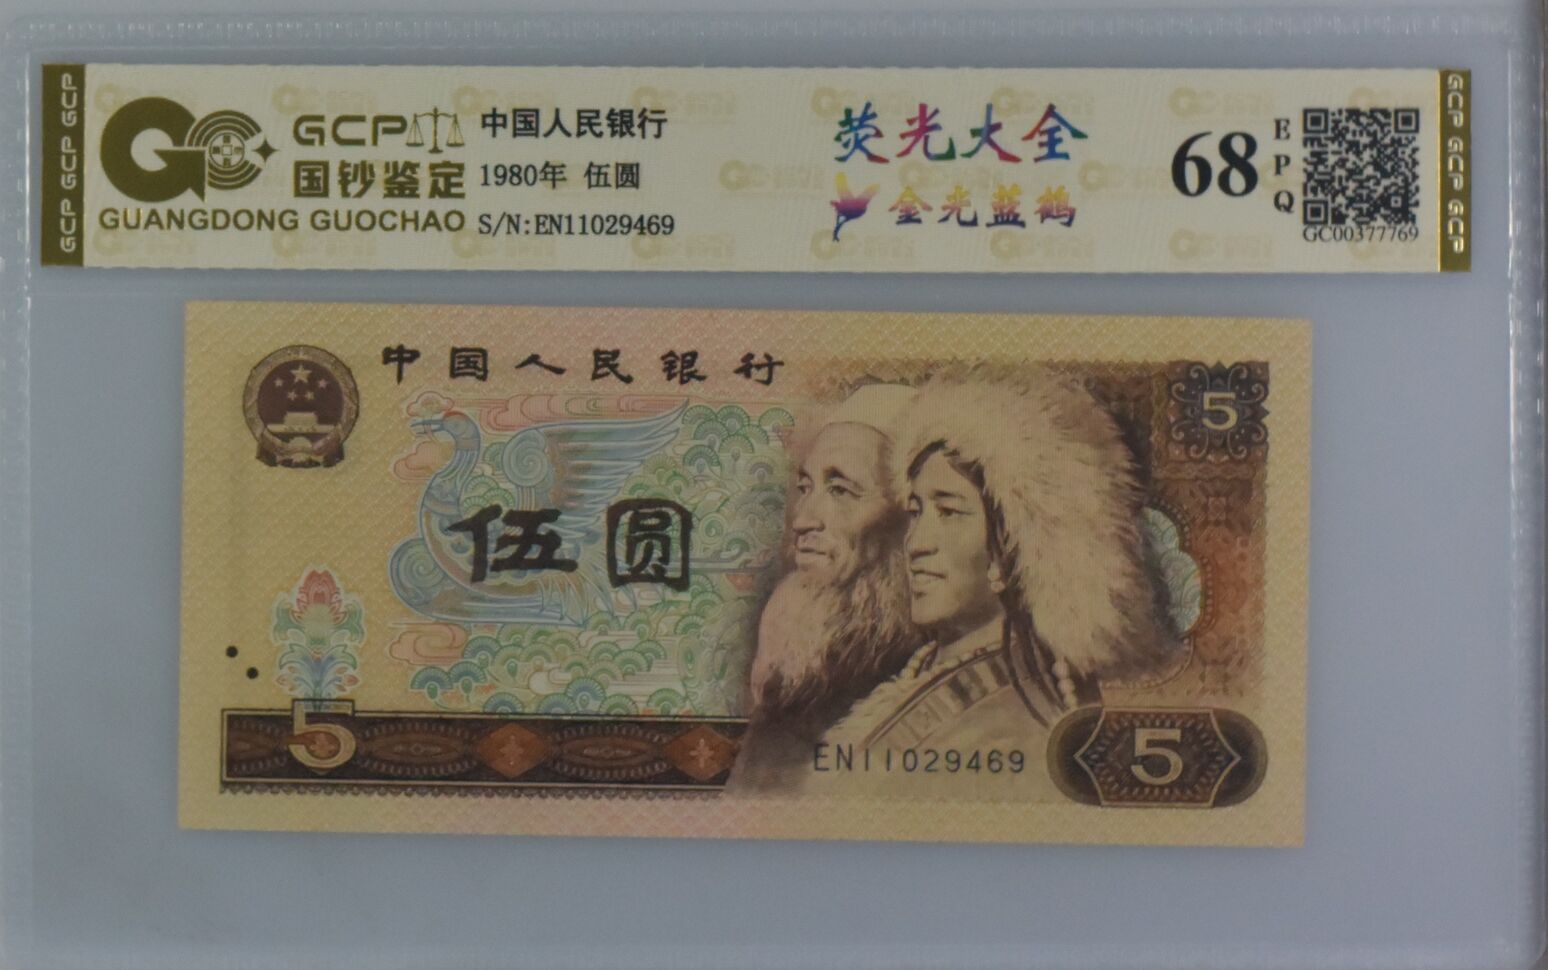 GCP GCP GCP
GCP
国钞鉴定
GUANGDONG GUOCHAO
中国人民银行
1980年 伍圆
S/N:EN11029469
荧光大全
金光蓝鹤
68
EPQ
GC00377769
GCP GCP GCP
中国人民银行
5
伍圆
5
EN11029469
5